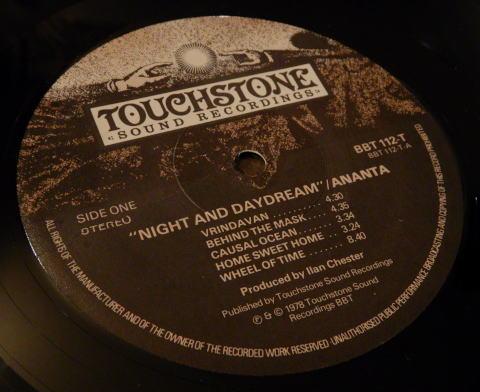 TOUCHSTONE
«SOUND RECORDINGS»
BBT 112-T
BBT 112-T-A
SIDE ONE
STEREO
"NIGHT AND DAYDREAM"/ANANTA
VRINDAVAN ........ 4.30
BEHIND THE MASK ..... 4.35
CAUSAL OCEAN ..... 3.34
HOME SWEET HOME .... 3.24
WHEEL OF TIME ....... 8.40
Produced by Ilan Chester
Published by Touchstone Sound Recordings
℗ & © 1978 Touchstone Sound
Recordings BBT
ALL RIGHTS OF THE MANUFACTURER AND OF THE OWNER OF THE RECORDED WORK RESERVED UNAUTHORISED PUBLIC PERFORMANCE BROADCASTING AND COPYING OF THIS RECORD PROHIBITED